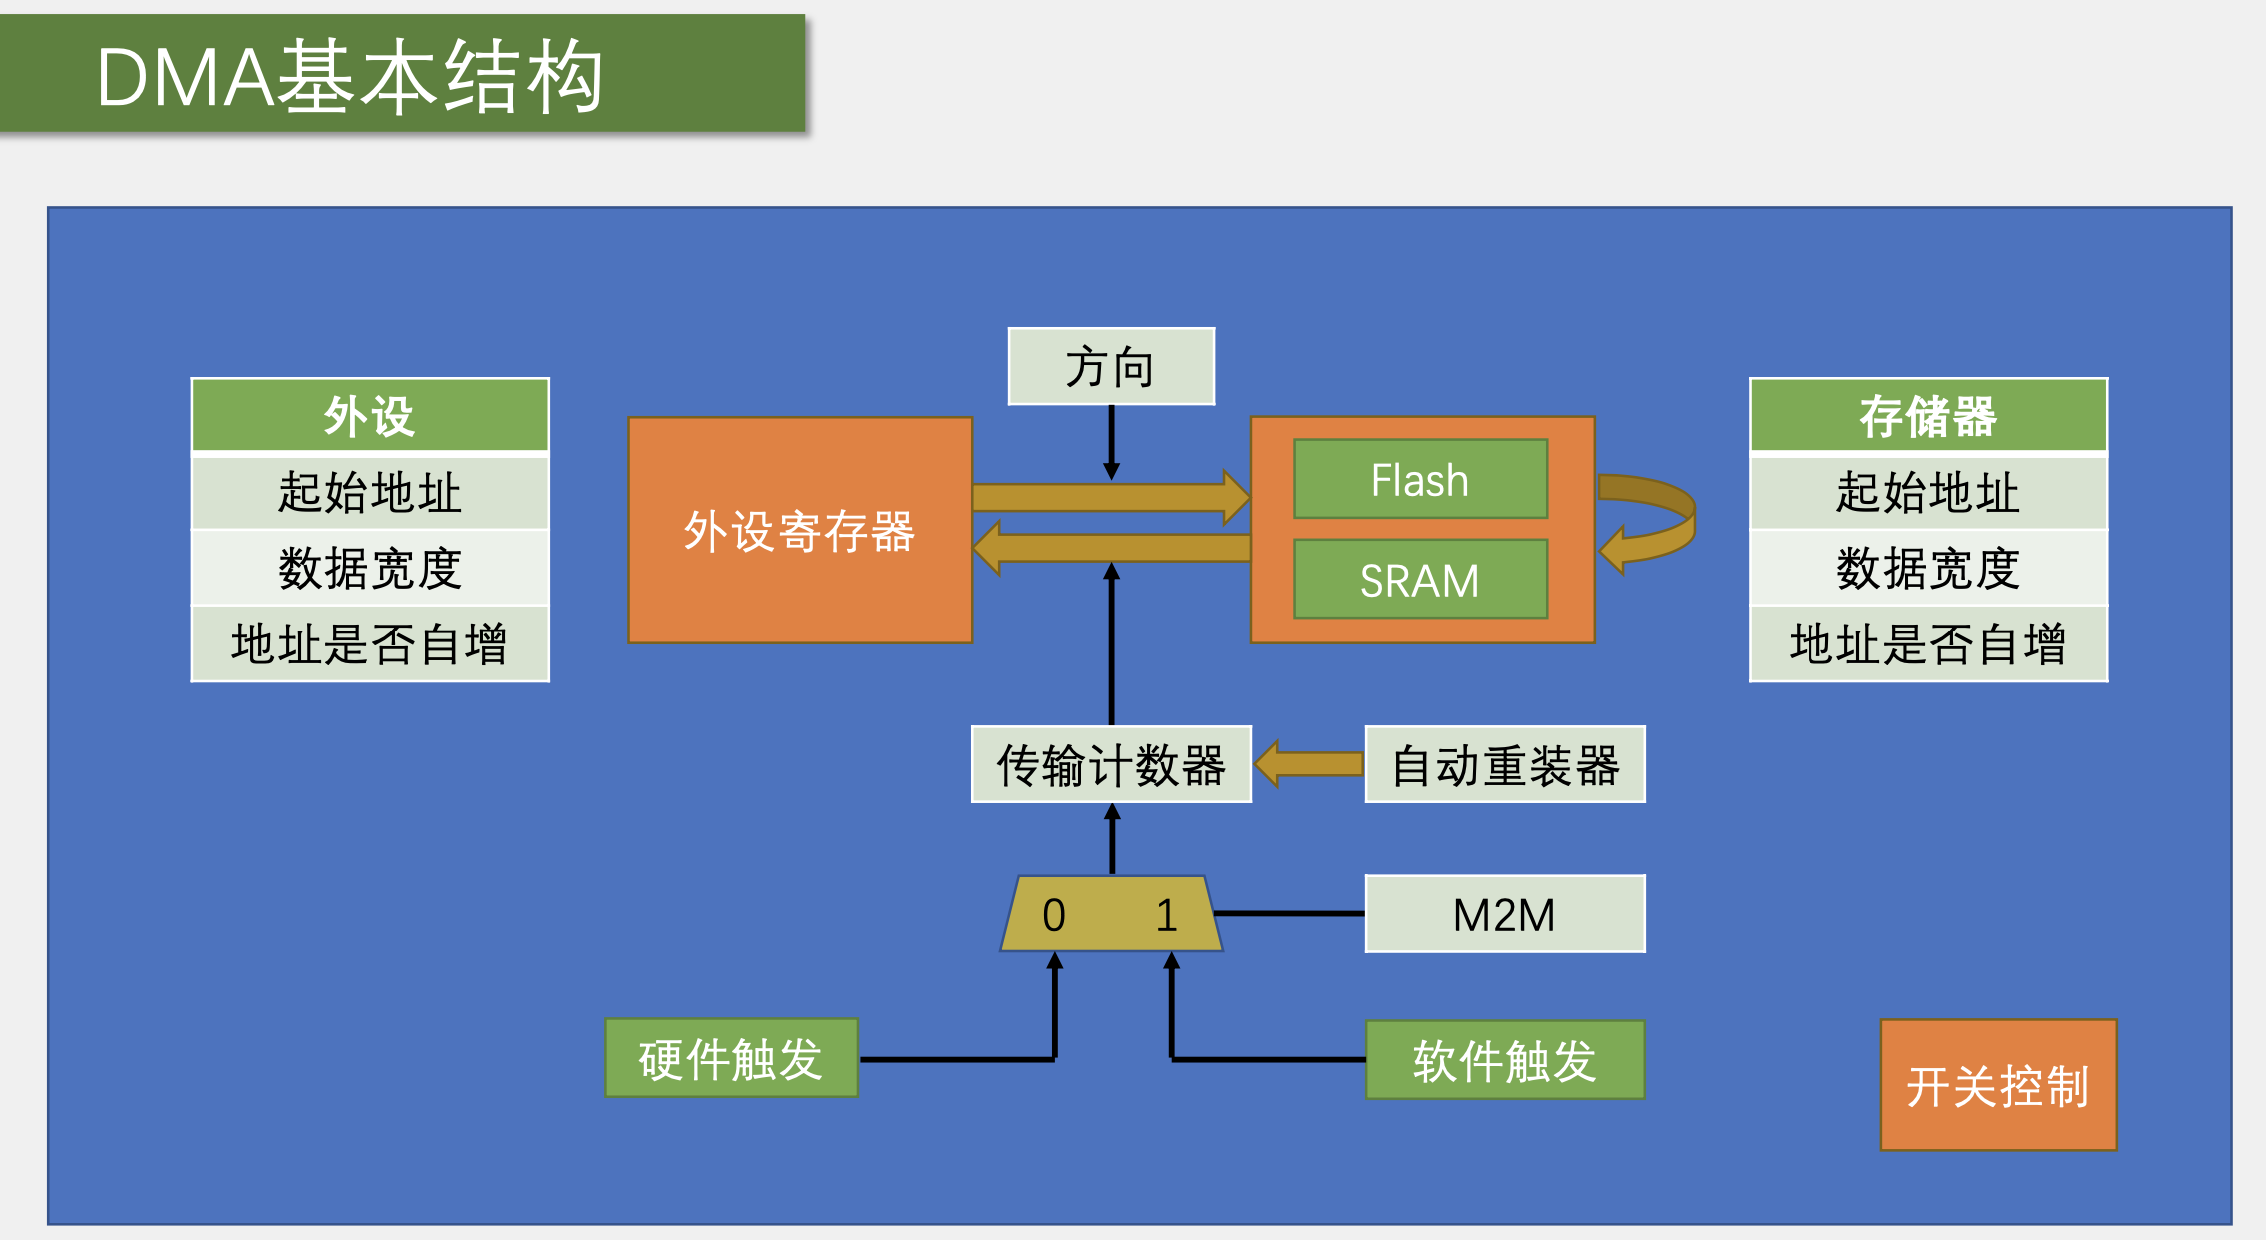 DMA基本结构
方向
外设
起始地址
数据宽度
地址是否自增
外设寄存器
Flash
SRAM
存储器
起始地址
数据宽度
地址是否自增
传输计数器
自动重装器
0 1
M2M
硬件触发
软件触发
开关控制